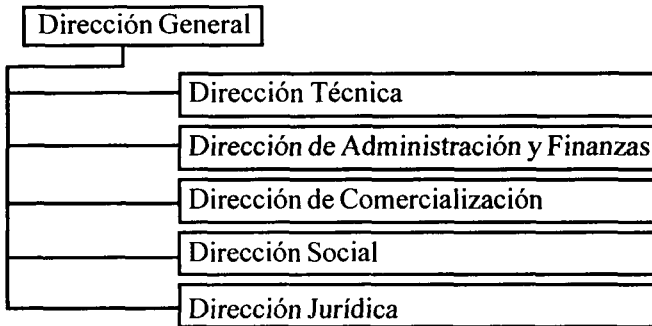 Dirección General
Dirección Técnica
Dirección de Administración y Finanzas
Dirección de Comercialización
Dirección Social
Dirección Jurídica